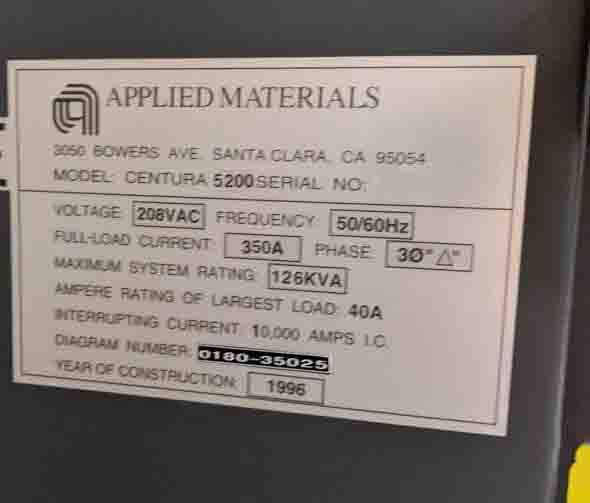 APPLIED MATERIALS
3050 BOWERS AVE. SANTA CLARA, CA 95054
MODEL: CENTURA 5200 SERIAL NO:
VOLTAGE: 208VAC FREQUENCY: 50/60Hz
FULL-LOAD CURRENT: 350A PHASE: 3Ø"△"
MAXIMUM SYSTEM RATING: 126KVA
AMPERE RATING OF LARGEST LOAD: 40A
INTERRUPTING CURRENT: 10,000 AMPS I.C.
DIAGRAM NUMBER: 0180-35025
YEAR OF CONSTRUCTION: 1996